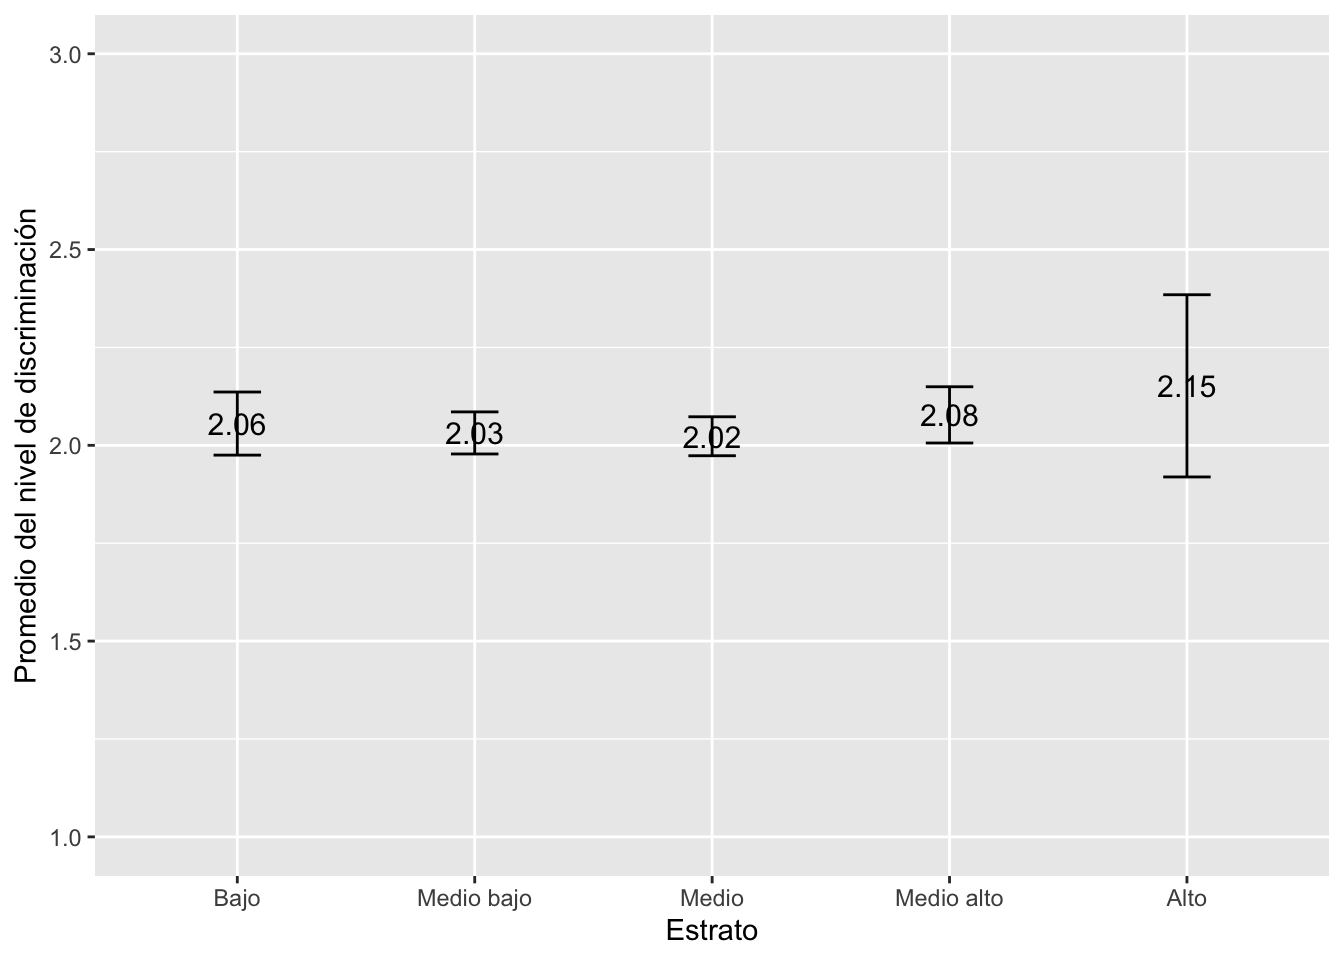 Promedio del nivel de discriminación
3.0
2.5
2.0
1.5
1.0
2.06
2.03
2.02
2.08
2.15
Bajo
Medio bajo
Medio
Medio alto
Alto
Estrato